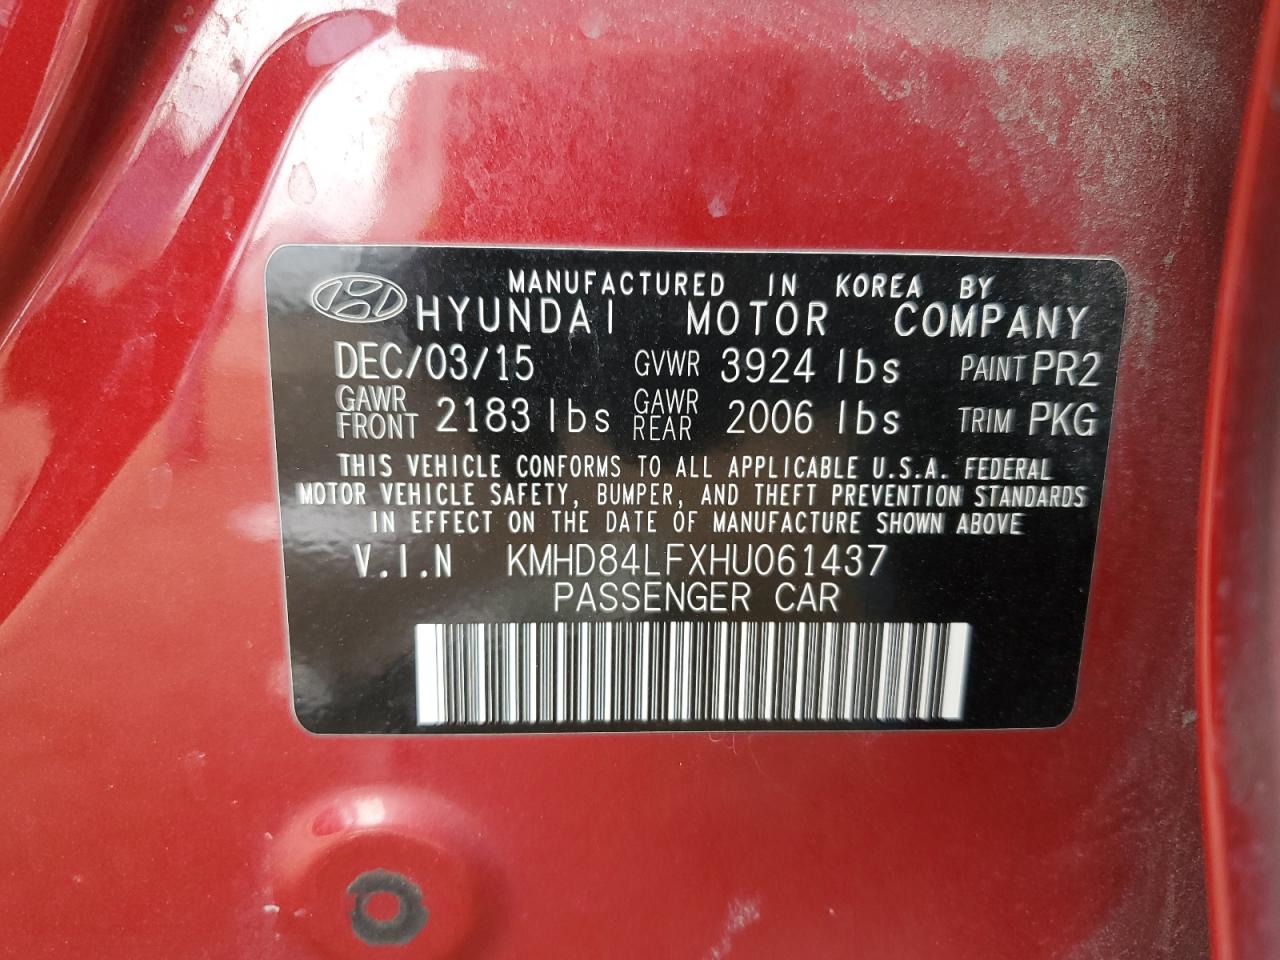 MANUFACTURED IN KOREA BY
HYUNDAI MOTOR COMPANY
DEC/03/15 GVWR 3924 lbs PAINT PR2
GAWR FRONT 2183 lbs GAWR REAR 2006 lbs TRIM PKG
THIS VEHICLE CONFORMS TO ALL APPLICABLE U.S.A. FEDERAL
MOTOR VEHICLE SAFETY, BUMPER, AND THEFT PREVENTION STANDARDS
IN EFFECT ON THE DATE OF MANUFACTURE SHOWN ABOVE
V.I.N KMHD84LFXHU061437
PASSENGER CAR